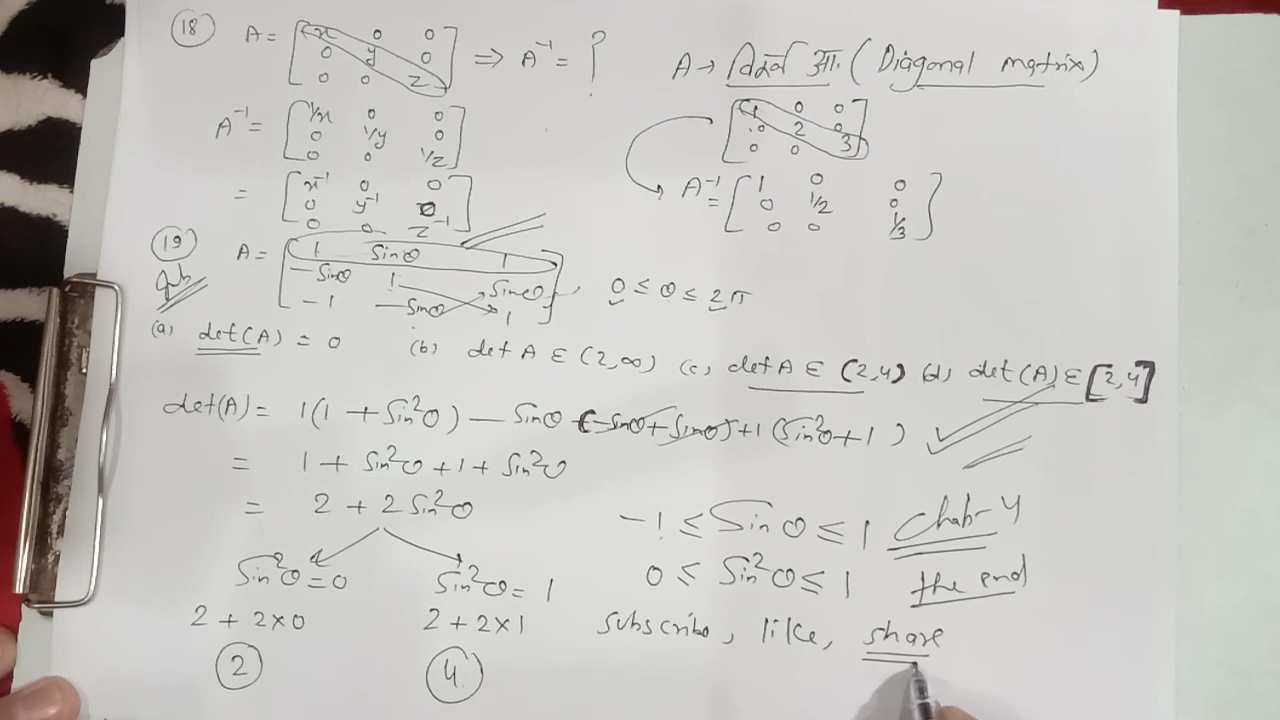 (18) A = [x 0 0 ⇒ A⁻¹ = ?
0 y 0
0 0 z]
A⁻¹ = [1/x 0 0
0 1/y 0
0 0 1/z]
= [x⁻¹ 0 0
0 y⁻¹ 0
0 0 z⁻¹]
A → विकर्ण आ. (Diagonal matrix)
[1 0 0
0 2 0
0 0 3]
A⁻¹ = [1 0 0
0 1/2 0
0 0 1/3]
(19) A = [1 Sinθ 1
-Sinθ 1 Sinθ
-1 -Sinθ 1], 0 ≤ θ ≤ 2π
(a) det(A) = 0 (b) det A ∈ (2,∞) (c) det A ∈ (2,4) (d) det(A) ∈ [2,4]
det(A) = 1(1 + Sin²θ) - Sinθ (-Sinθ + Sinθ) + 1 (Sin²θ + 1)
= 1 + Sin²θ + 1 + Sin²θ
= 2 + 2 Sin²θ
Sin²θ = 0 Sin²θ = 1
2 + 2×0 2 + 2×1
2 4
-1 ≤ Sinθ ≤ 1
0 ≤ Sin²θ ≤ 1
Chap-4
the end
subscribe, like, share